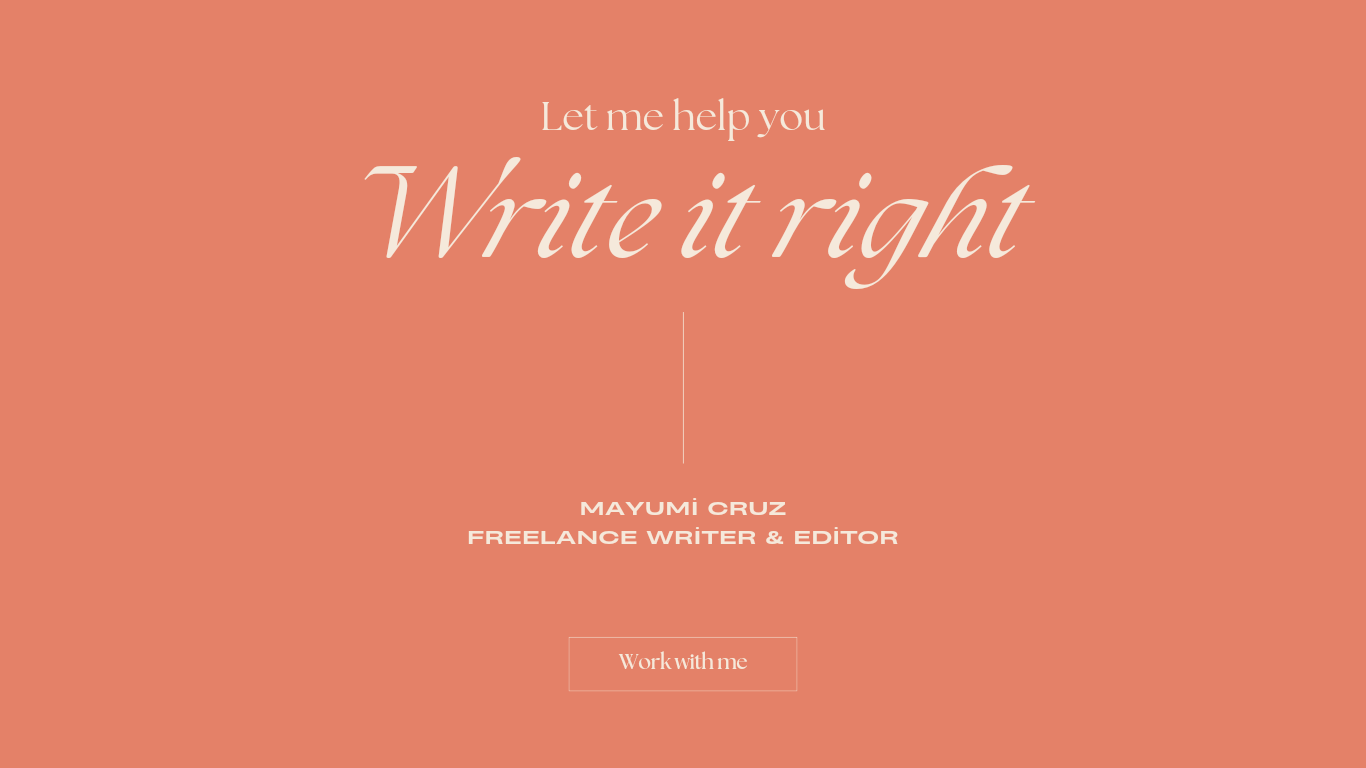 Let me help you
Write it right
MAYUMİ CRUZ
FREELANCE WRİTER & EDİTOR
Work with me